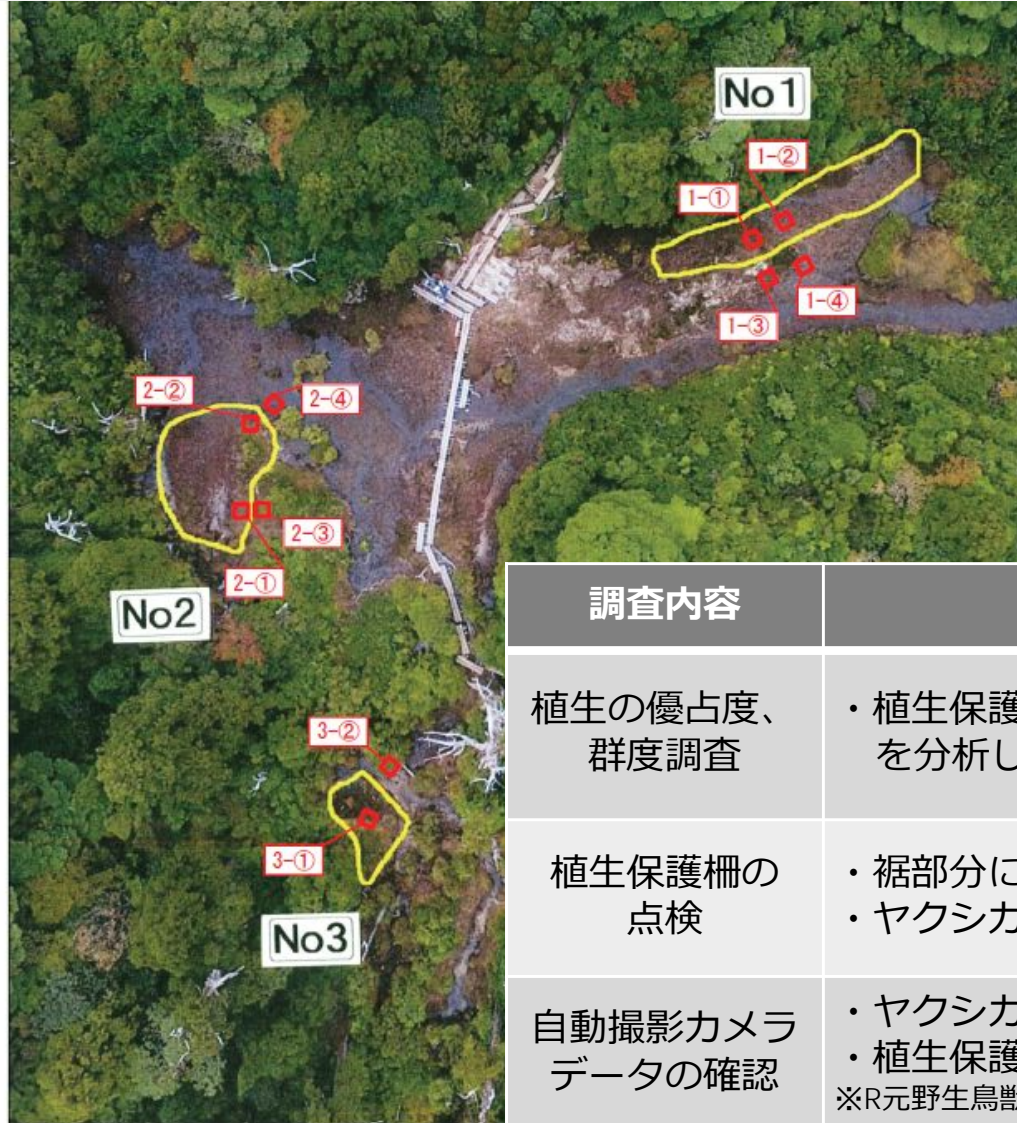 No1
1-②
1-①
1-④
1-③
2-②
2-④
2-③
2-①
No2
3-②
3-①
No3
調査内容
植生の優占度、
群度調査
・植生保護
を分析し
植生保護柵の
点検
・裾部分に
・ヤクシカ
自動撮影カメラ
データの確認
・ヤクシカ
・植生保護
※R元野生鳥獣